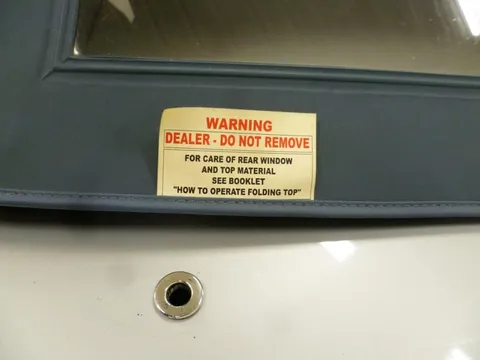 WARNING
DEALER - DO NOT REMOVE
FOR CARE OF REAR WINDOW
AND TOP MATERIAL
SEE BOOKLET
"HOW TO OPERATE FOLDING TOP"